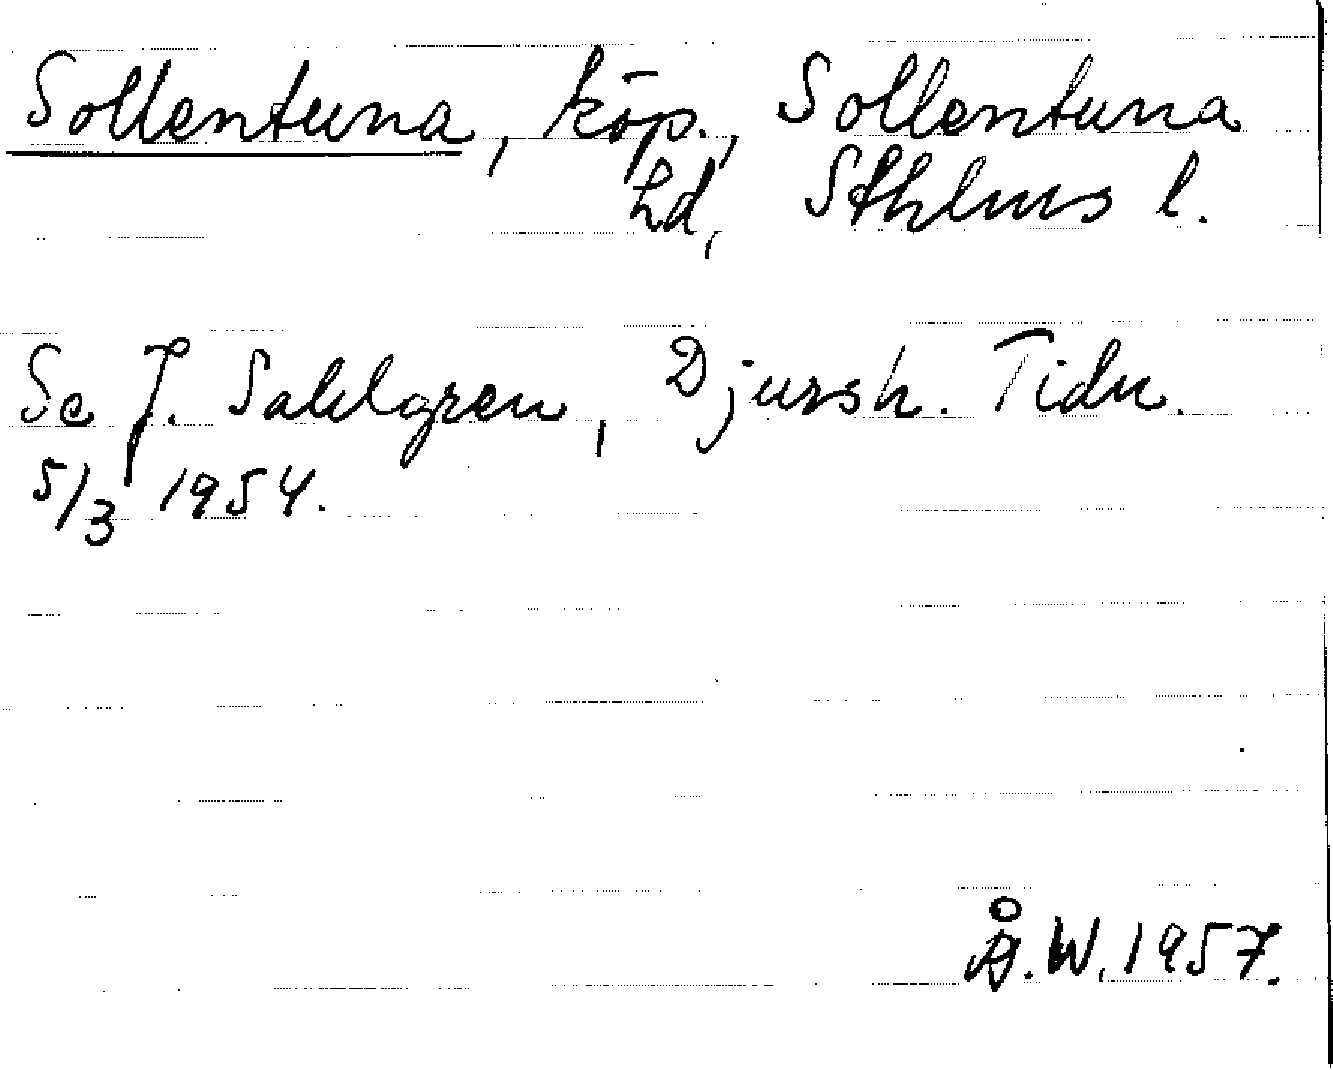 Sollentuna, köp., Sollentuna
hd, Sthlms l.
Se J. Sahlgren, Djursh. Tidn.
5/3 1954.
Å.W. 1957.